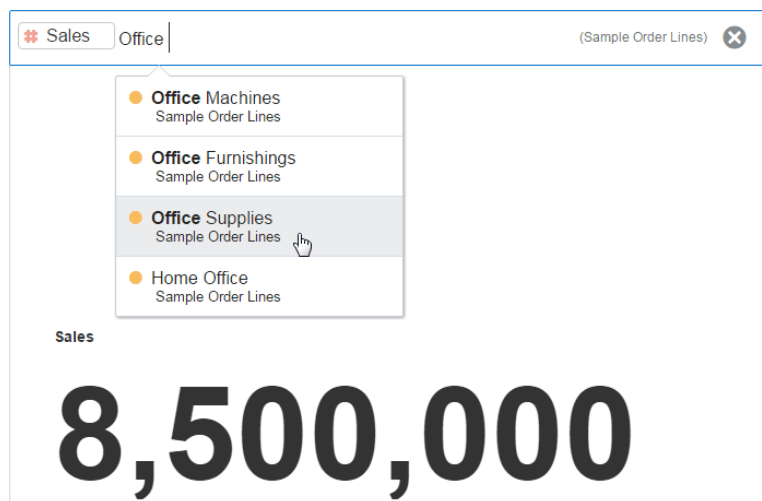 Sales Office (Sample Order Lines)
Office Machines
Sample Order Lines
Office Furnishings
Sample Order Lines
Office Supplies
Sample Order Lines
Home Office
Sample Order Lines
Sales
8,500,000